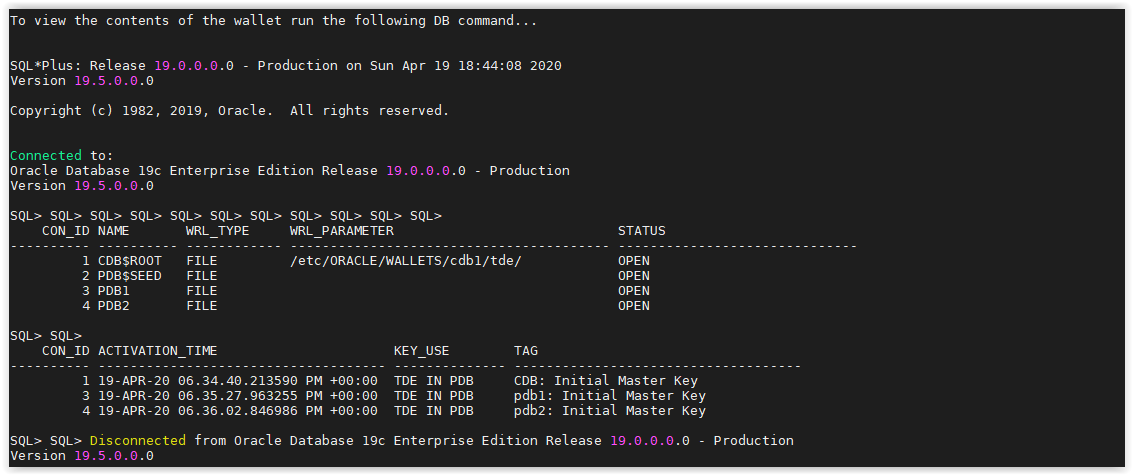 To view the contents of the wallet run the following DB command...
SQL*Plus: Release 19.0.0.0.0 - Production on Sun Apr 19 18:44:08 2020
Version 19.5.0.0.0
Copyright (c) 1982, 2019, Oracle.  All rights reserved.
Connected to:
Oracle Database 19c Enterprise Edition Release 19.0.0.0.0 - Production
Version 19.5.0.0.0
SQL> SQL> SQL> SQL> SQL> SQL> SQL> SQL> SQL> SQL> SQL>
    CON_ID NAME       WRL_TYPE     WRL_PARAMETER                            STATUS
---------- ---------- ------------ ---------------------------------------- ------------------------------
         1 CDB$ROOT   FILE         /etc/ORACLE/WALLETS/cdb1/tde/            OPEN
         2 PDB$SEED   FILE                                                  OPEN
         3 PDB1       FILE                                                  OPEN
         4 PDB2       FILE                                                  OPEN
SQL> SQL>
    CON_ID ACTIVATION_TIME                      KEY_USE        TAG
---------- ------------------------------------ -------------- ------------------------------------
         1 19-APR-20 06.34.40.213590 PM +00:00  TDE IN PDB     CDB: Initial Master Key
         3 19-APR-20 06.35.27.963255 PM +00:00  TDE IN PDB     pdb1: Initial Master Key
         4 19-APR-20 06.36.02.846986 PM +00:00  TDE IN PDB     pdb2: Initial Master Key
SQL> SQL> Disconnected from Oracle Database 19c Enterprise Edition Release 19.0.0.0.0 - Production
Version 19.5.0.0.0